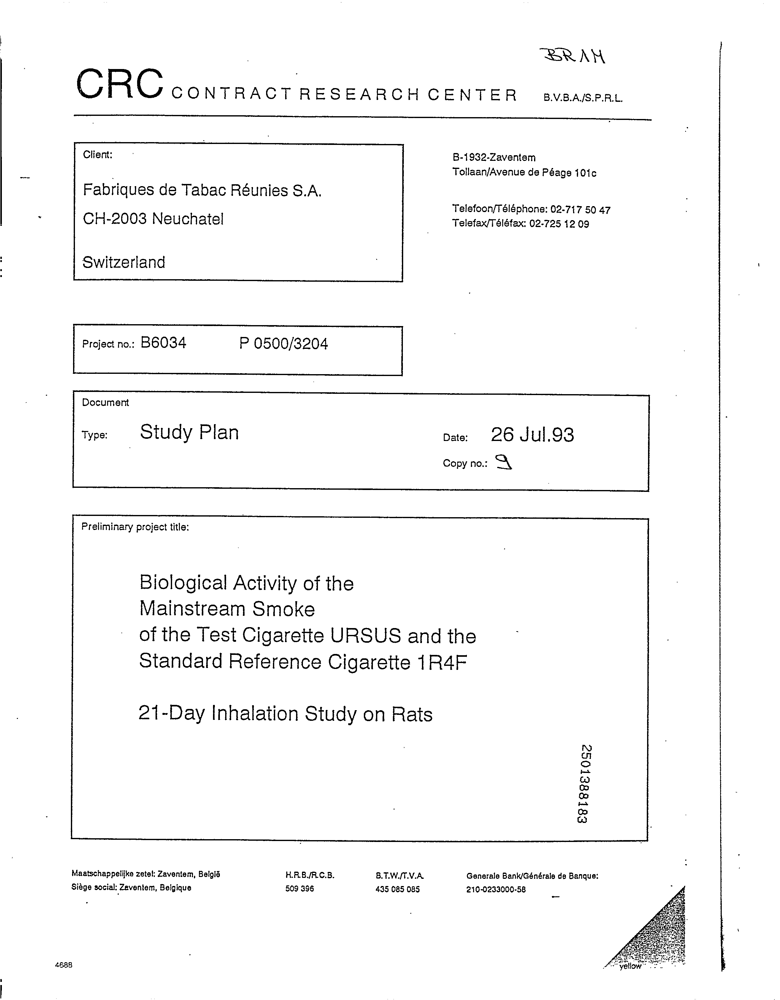 BRAM
CRC CONTRACT RESEARCH CENTER B.V.B.A./S.P.R.L.
Client:
Fabriques de Tabac Réunies S.A.
CH-2003 Neuchatel
Switzerland
B-1932-Zaventem
Tollaan/Avenue de Péage 101c
Telefoon/Téléphone: 02-717 50 47
Telefax/Téléfax: 02-725 12 09
Project no.: B6034 P 0500/3204
Document
Type: Study Plan
Date: 26 Jul.93
Copy no.: 9
Preliminary project title:
Biological Activity of the
Mainstream Smoke
of the Test Cigarette URSUS and the
Standard Reference Cigarette 1R4F
21-Day Inhalation Study on Rats
2501388183
Maatschappelijke zetel: Zaventem, België
Siège social: Zaventem, Belgique
H.R.B./R.C.B.
509 396
B.T.W./T.V.A.
435 085 085
Generale Bank/Générale de Banque:
210-0233000-58
yellow
4688